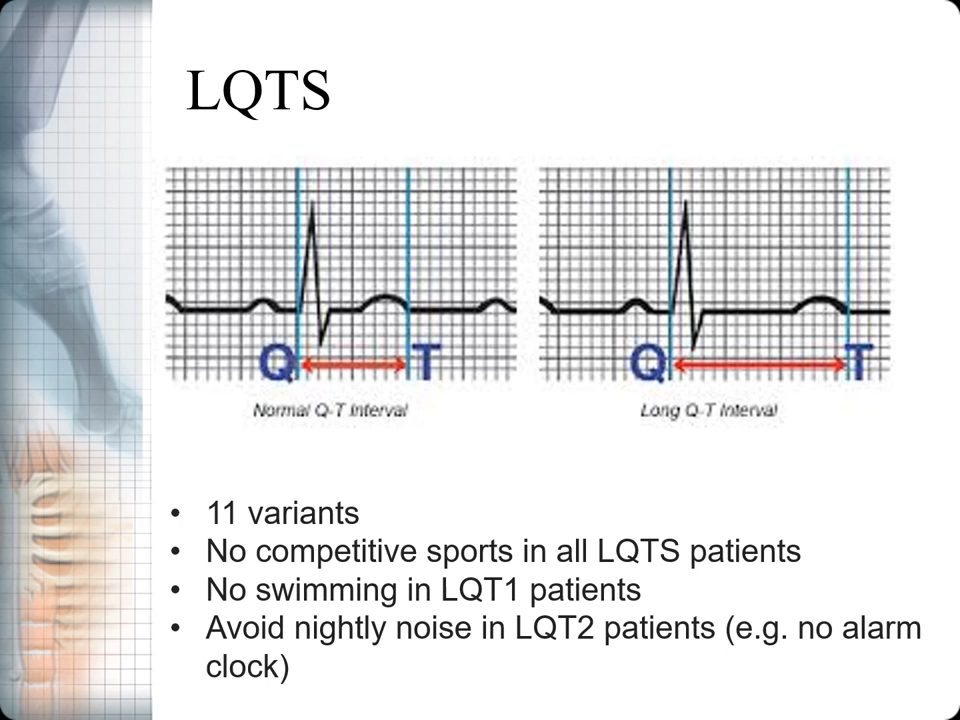 LQTS
Q T
Q T
Normal Q-T Interval
Long Q-T Interval
• 11 variants
• No competitive sports in all LQTS patients
• No swimming in LQT1 patients
• Avoid nightly noise in LQT2 patients (e.g. no alarm
clock)